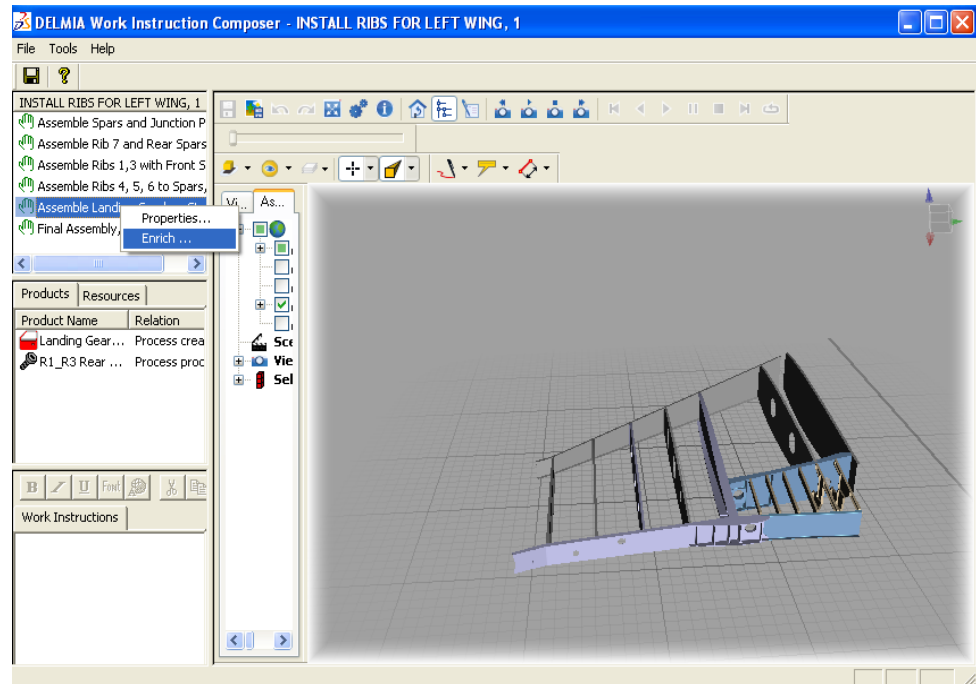 DELMIA Work Instruction Composer - INSTALL RIBS FOR LEFT WING, 1
File Tools Help
INSTALL RIBS FOR LEFT WING, 1
Assemble Spars and Junction P
Assemble Rib 7 and Rear Spars
Assemble Ribs 1,3 with Front S
Assemble Ribs 4, 5, 6 to Spars,
Assemble Landi
Final Assembly,
Properties...
Enrich ...
Vi... As...
Sce
Vie
Sel
Products Resources
Product Name Relation
Landing Gear... Process crea
R1_R3 Rear ... Process proc
B I U Font
Work Instructions